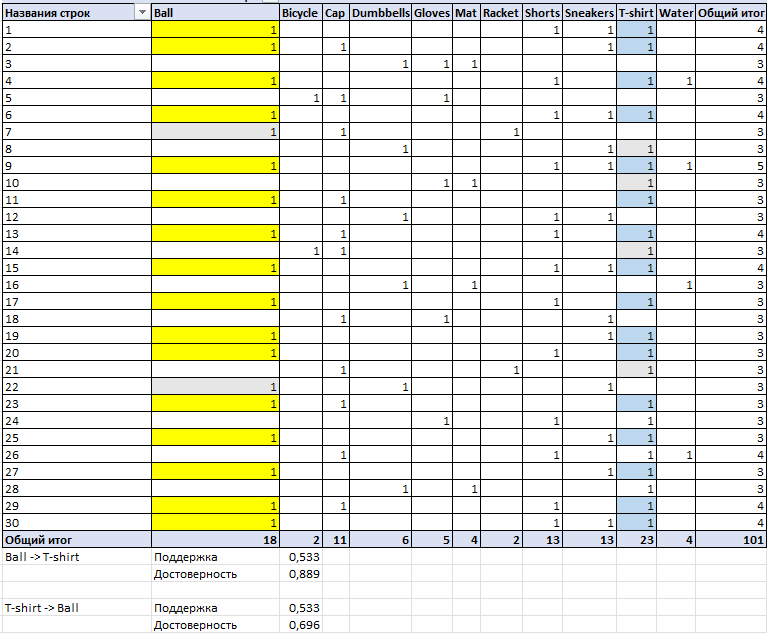 Названия строк Ball Bicycle Cap Dumbbells Gloves Mat Racket Shorts Sneakers T-shirt Water Общий итог
1 1 1 1 1 4
2 1 1 1 1 4
3 1 1 1 3
4 1 1 1 1 4
5 1 1 1 3
6 1 1 1 1 4
7 1 1 1 3
8 1 1 1 3
9 1 1 1 1 1 5
10 1 1 1 3
11 1 1 1 3
12 1 1 1 3
13 1 1 1 1 4
14 1 1 1 3
15 1 1 1 1 4
16 1 1 1 3
17 1 1 1 3
18 1 1 1 3
19 1 1 1 3
20 1 1 1 3
21 1 1 1 3
22 1 1 1 3
23 1 1 1 3
24 1 1 1 3
25 1 1 1 3
26 1 1 1 1 4
27 1 1 1 3
28 1 1 1 3
29 1 1 1 1 4
30 1 1 1 1 4
Общий итог 18 2 11 6 5 4 2 13 13 23 4 101
Ball -> T-shirt Поддержка 0,533
Достоверность 0,889
T-shirt -> Ball Поддержка 0,533
Достоверность 0,696